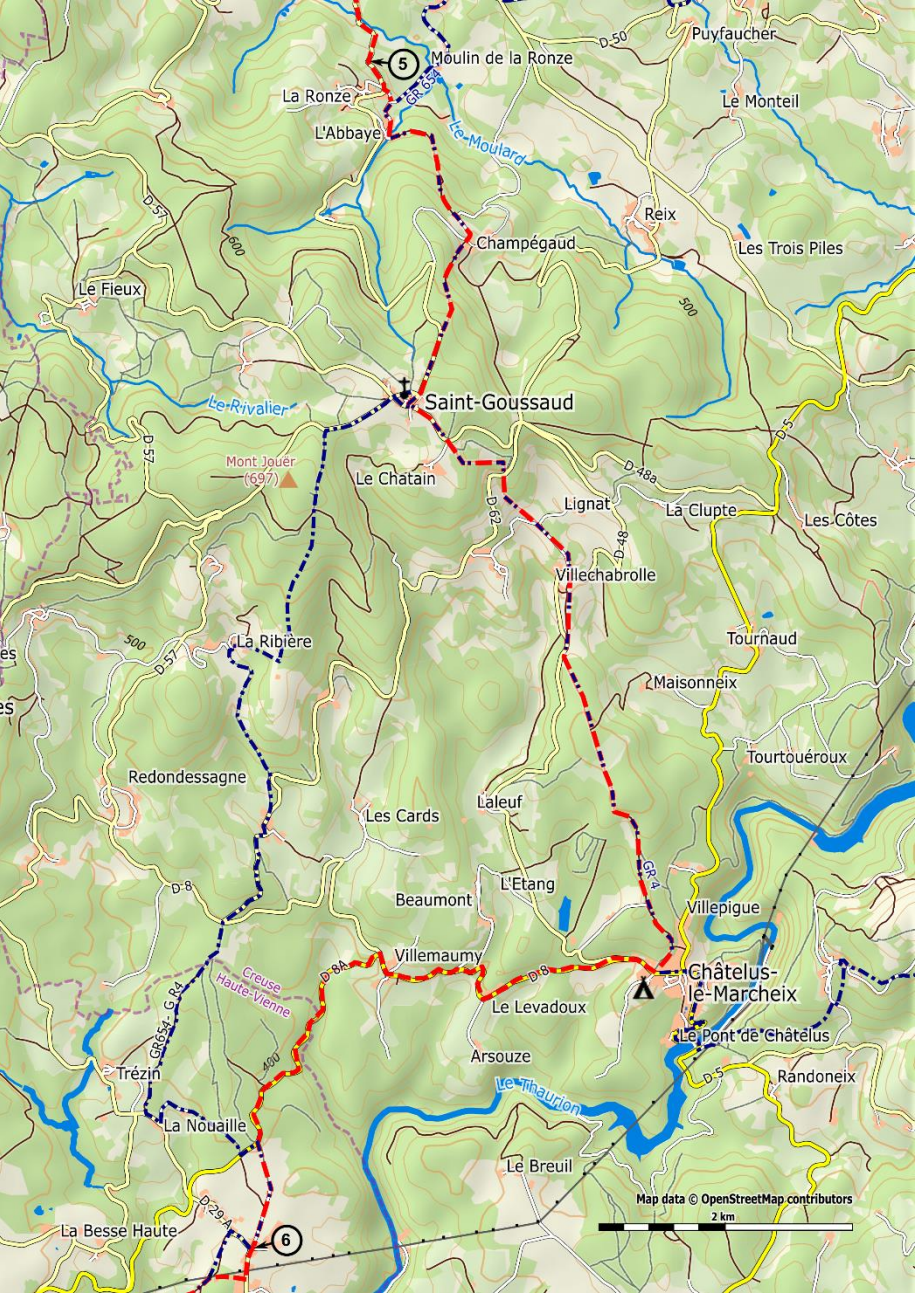 D-50
Puyfaucher
d
5
Moulin de la Ronze
La Ronze
GR 654
Le Monteil
L'Abbaye
Le Moulard
D-57
600
Reix
Champégaud
Les Trois Piles
Le Fieux
500
Le Rivalier
Saint-Goussaud
D-5
D-57
Mont Jouër
(697)
Le Chatain
D-48a
D-62
Lignat
La Clupte
Les Côtes
D-48
Villechabrolle
500
La Ribière
Tournaud
es
D-57
Maisonneix
es
Tourtouéroux
Redondessagne
Laleuf
Les Cards
GR-4
D-8
L'Etang
Beaumont
Villepigue
Villemaumy
D-8A
D-8
Creuse
Haute-Vienne
Châtelus-
le-Marcheix
Le Levadoux
GR654- GR4
Le Pont de Châtelus
400
Arsouze
Trézin
D-5
Randoneix
Le Thaurion
La Nouaille
Le Breuil
D-29-A
Map data © OpenStreetMap contributors
2 km
La Besse Haute
6